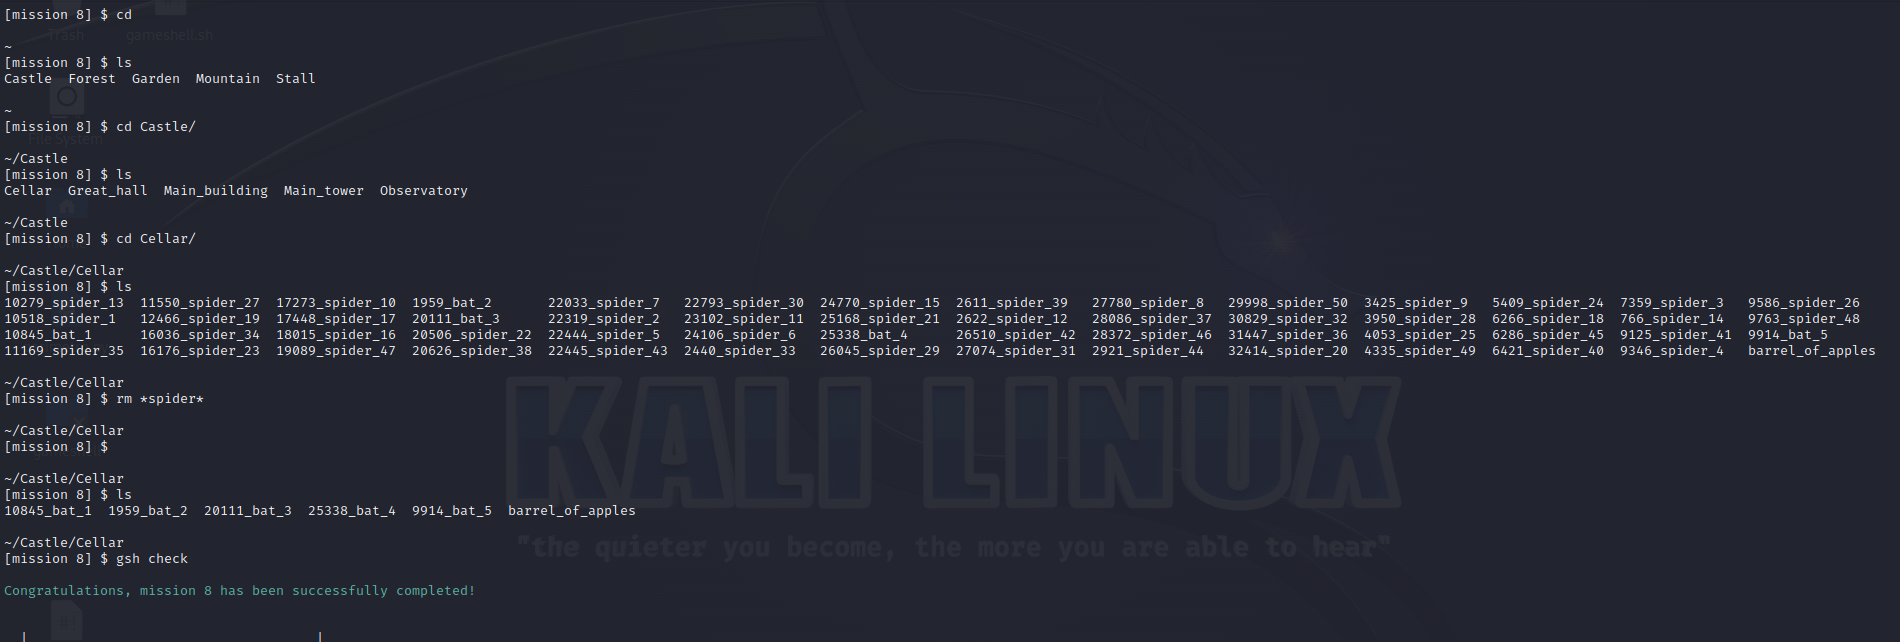 [mission 8] $ cd
Trash gameshell.sh
~
[mission 8] $ ls
Castle  Forest  Garden  Mountain  Stall
~
[mission 8] $ cd Castle/
File System
~/Castle
[mission 8] $ ls
Cellar  Great_hall  Main_building  Main_tower  Observatory
~/Castle
[mission 8] $ cd Cellar/
~/Castle/Cellar
[mission 8] $ ls
10279_spider_13  11550_spider_27  17273_spider_10  1959_bat_2       22033_spider_7   22793_spider_30  24770_spider_15  2611_spider_39   27780_spider_8   29998_spider_50  3425_spider_9   5409_spider_24  7359_spider_3   9586_spider_26
10518_spider_1   12466_spider_19  17448_spider_17  20111_bat_3      22319_spider_2   23102_spider_11  25168_spider_21  2622_spider_12   28086_spider_37  30829_spider_32  3950_spider_28  6266_spider_18  766_spider_14   9763_spider_48
10845_bat_1      16036_spider_34  18015_spider_16  20506_spider_22  22444_spider_5   24106_spider_6   25338_bat_4      26510_spider_42  28372_spider_46  31447_spider_36  4053_spider_25  6286_spider_45  9125_spider_41  9914_bat_5
11169_spider_35  16176_spider_23  19089_spider_47  20626_spider_38  22445_spider_43  2440_spider_33   26045_spider_29  27074_spider_31  2921_spider_44   32414_spider_20  4335_spider_49  6421_spider_40  9346_spider_4   barrel_of_apples
~/Castle/Cellar
[mission 8] $ rm *spider*
~/Castle/Cellar
[mission 8] $
~/Castle/Cellar
[mission 8] $ ls
10845_bat_1  1959_bat_2  20111_bat_3  25338_bat_4  9914_bat_5  barrel_of_apples
~/Castle/Cellar
[mission 8] $ gsh check
Congratulations, mission 8 has been successfully completed!
KALI LINUX
"the quieter you become, the more you are able to hear"